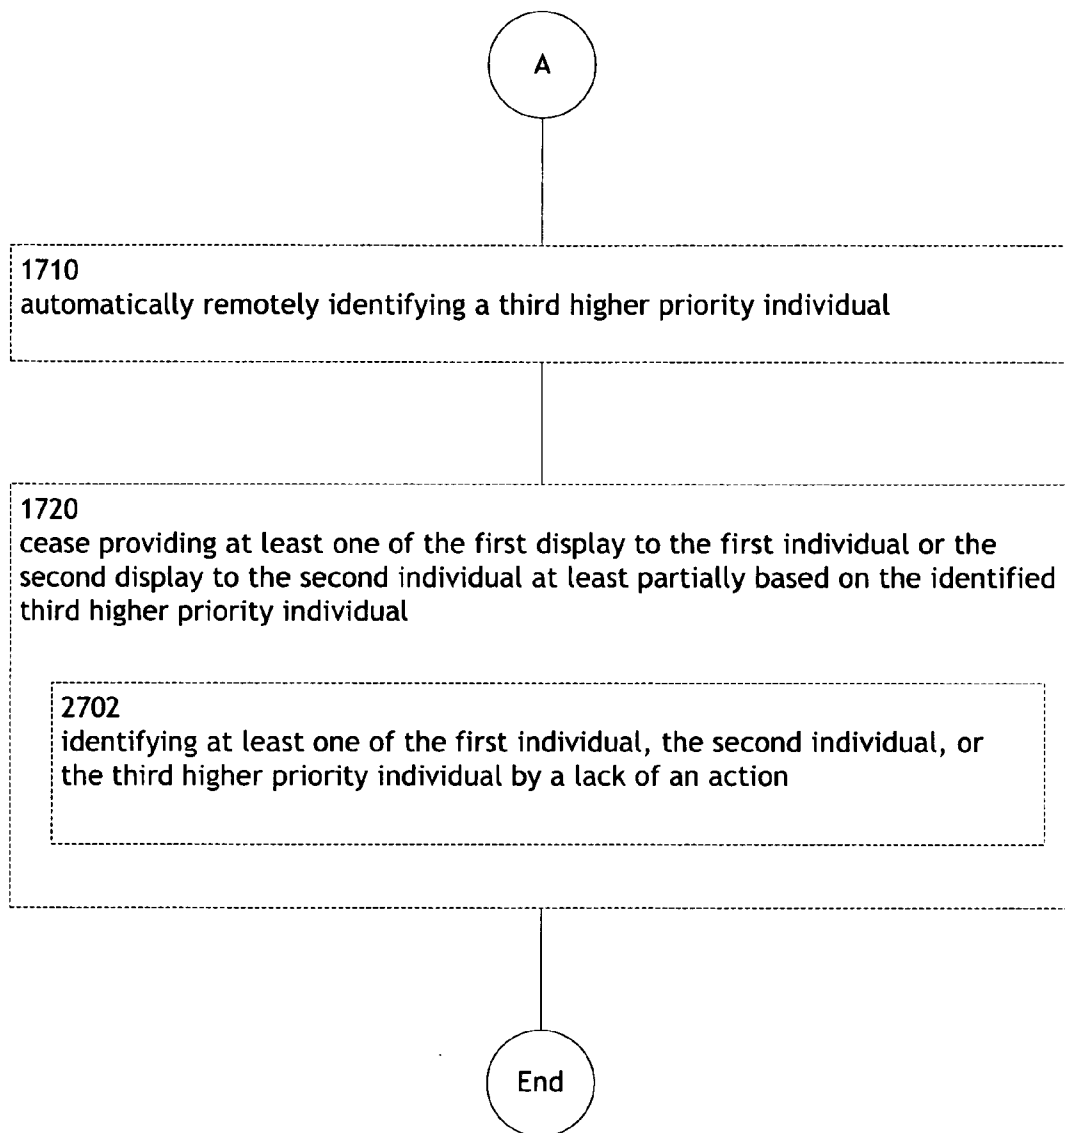 A
1710
automatically remotely identifying a third higher priority individual
1720
cease providing at least one of the first display to the first individual or the
second display to the second individual at least partially based on the identified
third higher priority individual
2702
identifying at least one of the first individual, the second individual, or
the third higher priority individual by a lack of an action
End